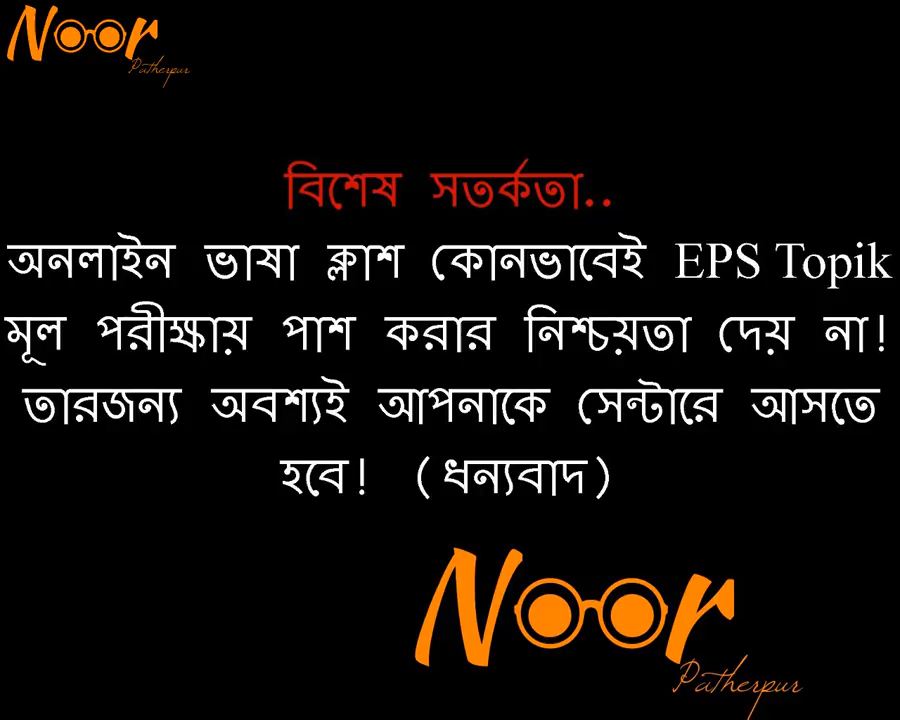 Noor
Patherpur
বিশেষ সতর্কতা..
অনলাইন ভাষা ক্লাশ কোনভাবেই EPS Topik
মূল পরীক্ষায় পাশ করার নিশ্চয়তা দেয় না!
তারজন্য অবশ্যই আপনাকে সেন্টারে আসতে
হবে! (ধন্যবাদ)
Noor
Patherpur